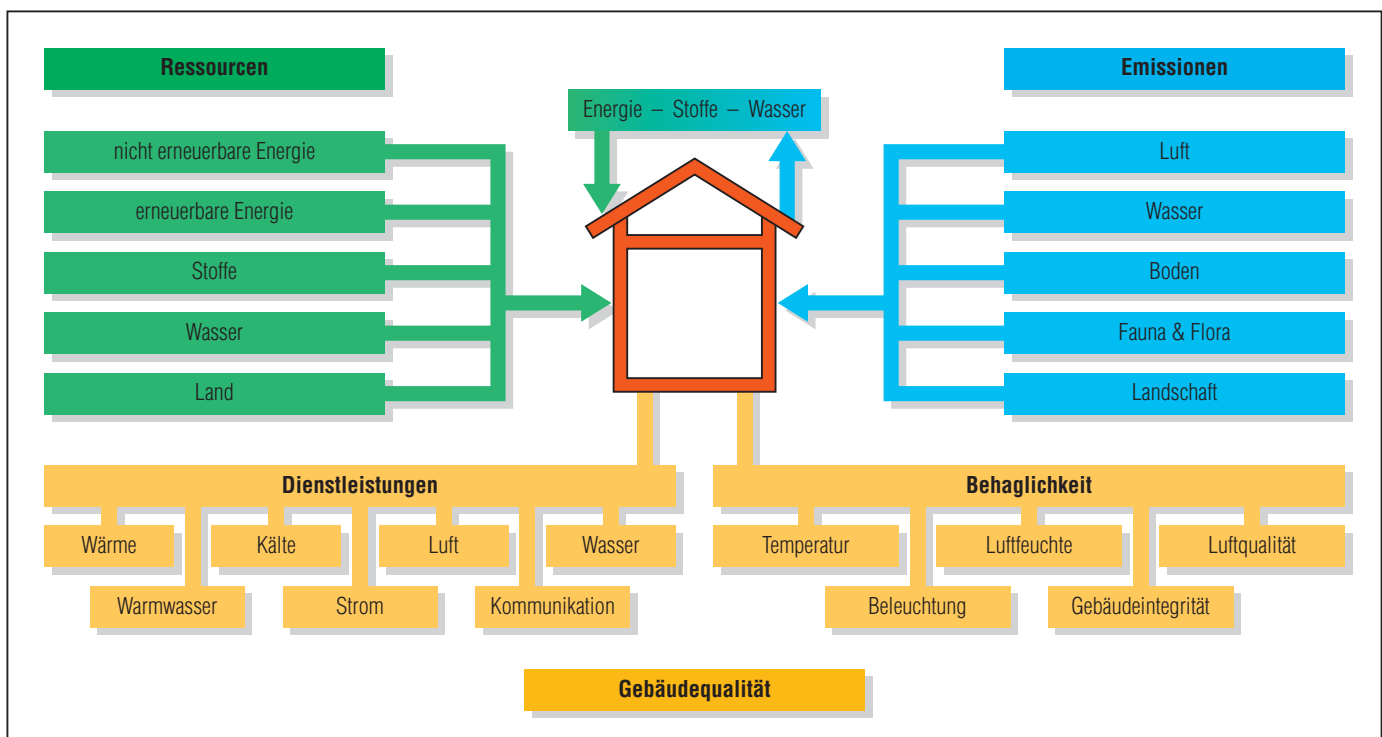 Ressourcen
Emissionen
Energie – Stoffe – Wasser
nicht erneuerbare Energie
erneuerbare Energie
Stoffe
Wasser
Land
Luft
Wasser
Boden
Fauna & Flora
Landschaft
Dienstleistungen
Wärme
Kälte
Luft
Wasser
Warmwasser
Strom
Kommunikation
Behaglichkeit
Temperatur
Luftfeuchte
Luftqualität
Beleuchtung
Gebäudeintegrität
Gebäudequalität